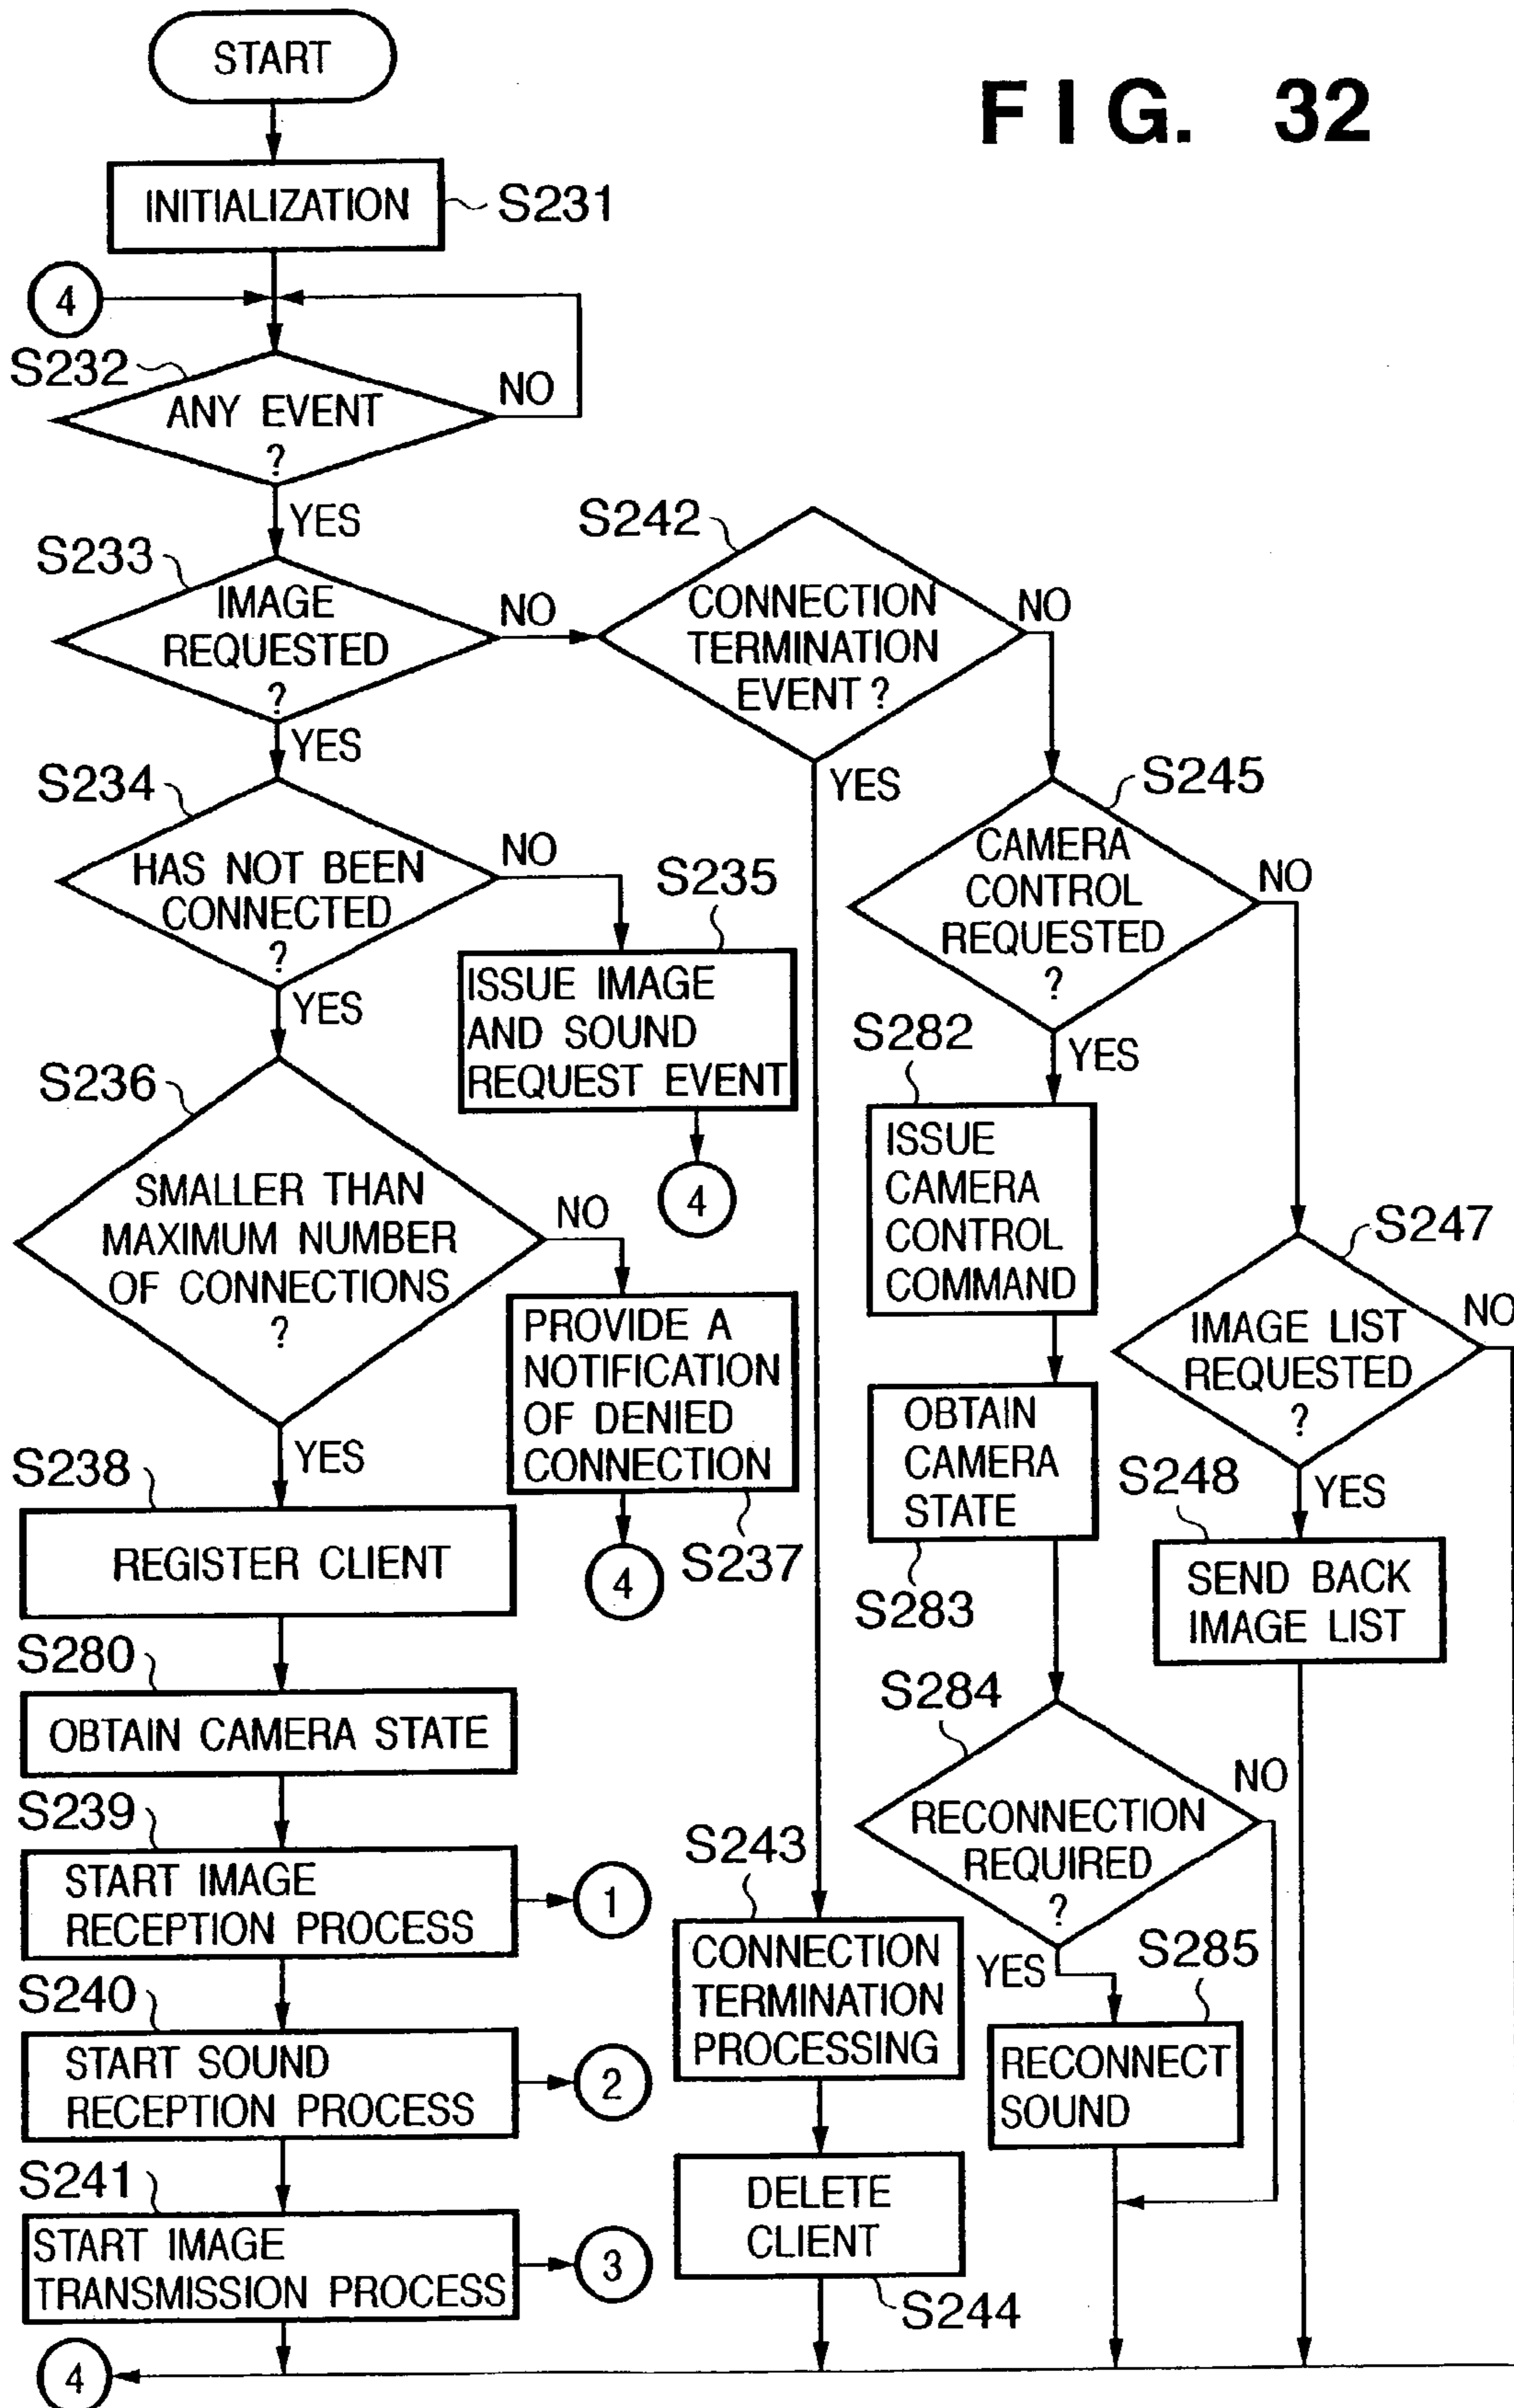 START
FIG. 32
INITIALIZATION
S231
4
S232
ANY EVENT
?
NO
YES
S233
IMAGE
REQUESTED
?
NO
YES
S242
CONNECTION
TERMINATION
EVENT ?
NO
YES
S234
HAS NOT BEEN
CONNECTED
?
NO
YES
S235
ISSUE IMAGE
AND SOUND
REQUEST EVENT
4
S245
CAMERA
CONTROL
REQUESTED
?
NO
YES
S236
SMALLER THAN
MAXIMUM NUMBER
OF CONNECTIONS
?
NO
YES
PROVIDE A
NOTIFICATION
OF DENIED
CONNECTION
S237
4
S282
ISSUE
CAMERA
CONTROL
COMMAND
OBTAIN
CAMERA
STATE
S283
S247
IMAGE LIST
REQUESTED
?
NO
YES
S248
SEND BACK
IMAGE LIST
S238
REGISTER CLIENT
S280
OBTAIN CAMERA STATE
S239
START IMAGE
RECEPTION PROCESS
1
S240
START SOUND
RECEPTION PROCESS
2
S241
START IMAGE
TRANSMISSION PROCESS
3
S243
CONNECTION
TERMINATION
PROCESSING
DELETE
CLIENT
S244
S284
RECONNECTION
REQUIRED
?
NO
YES
S285
RECONNECT
SOUND
4